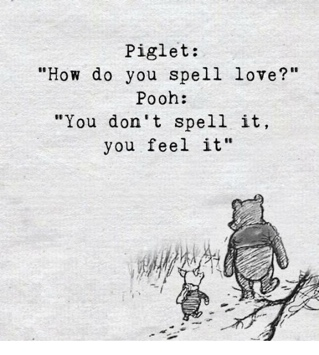 Piglet:
"How do you spell love?"
Pooh:
"You don't spell it,
you feel it"